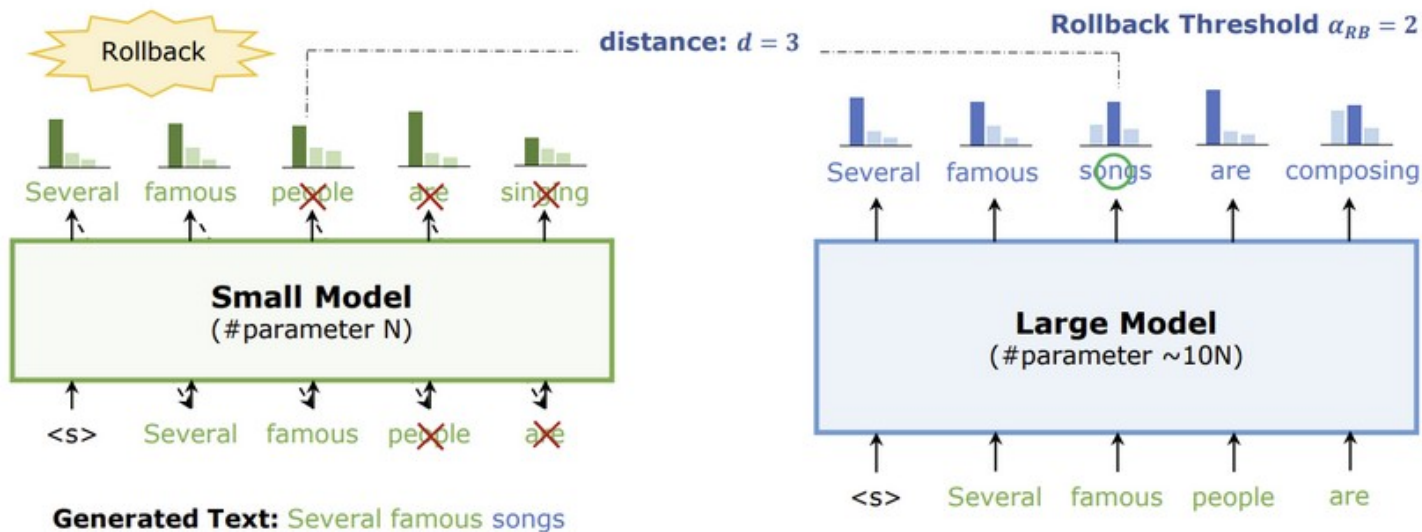 Rollback
distance: d = 3
Rollback Threshold α_RB = 2
Several famous people are singing
Several famous songs are composing
Small Model
(#parameter N)
Large Model
(#parameter ~10N)
<s> Several famous people are
<s> Several famous people are
Generated Text: Several famous songs